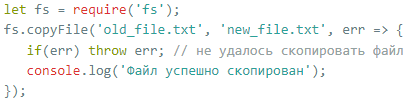 let fs = require('fs');
fs.copyFile('old_file.txt', 'new_file.txt', err => {
if(err) throw err; // не удалось скопировать файл
console.log('Файл успешно скопирован');
});